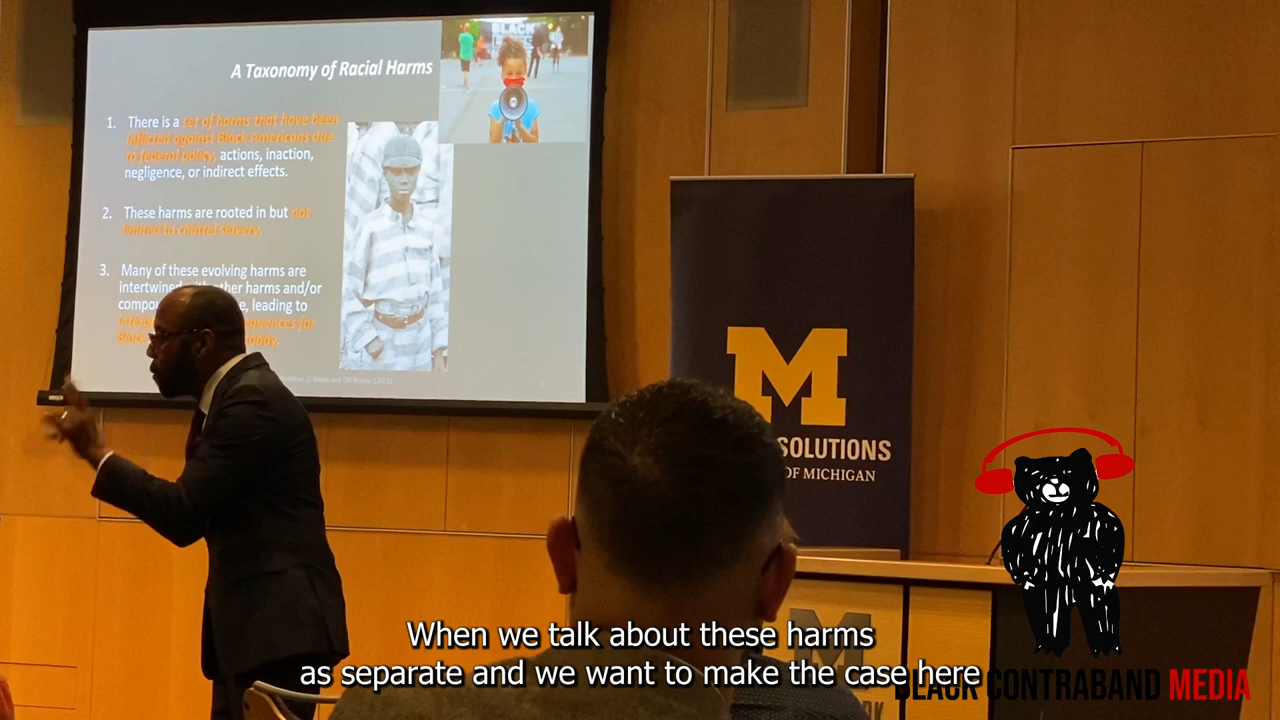 BLACK
A Taxonomy of Racial Harms
1. There is a set of harms that have been
inflicted against Black Americans due
to federal policy, actions, inaction,
negligence, or indirect effects.
2. These harms are rooted in but not
limited to chattel slavery.
3. Many of these evolving harms are
intertwined with other harms and/or
leading to
M
SOLUTIONS
OF MICHIGAN
M
When we talk about these harms
as separate and we want to make the case here
BLACK CONTRABAND MEDIA